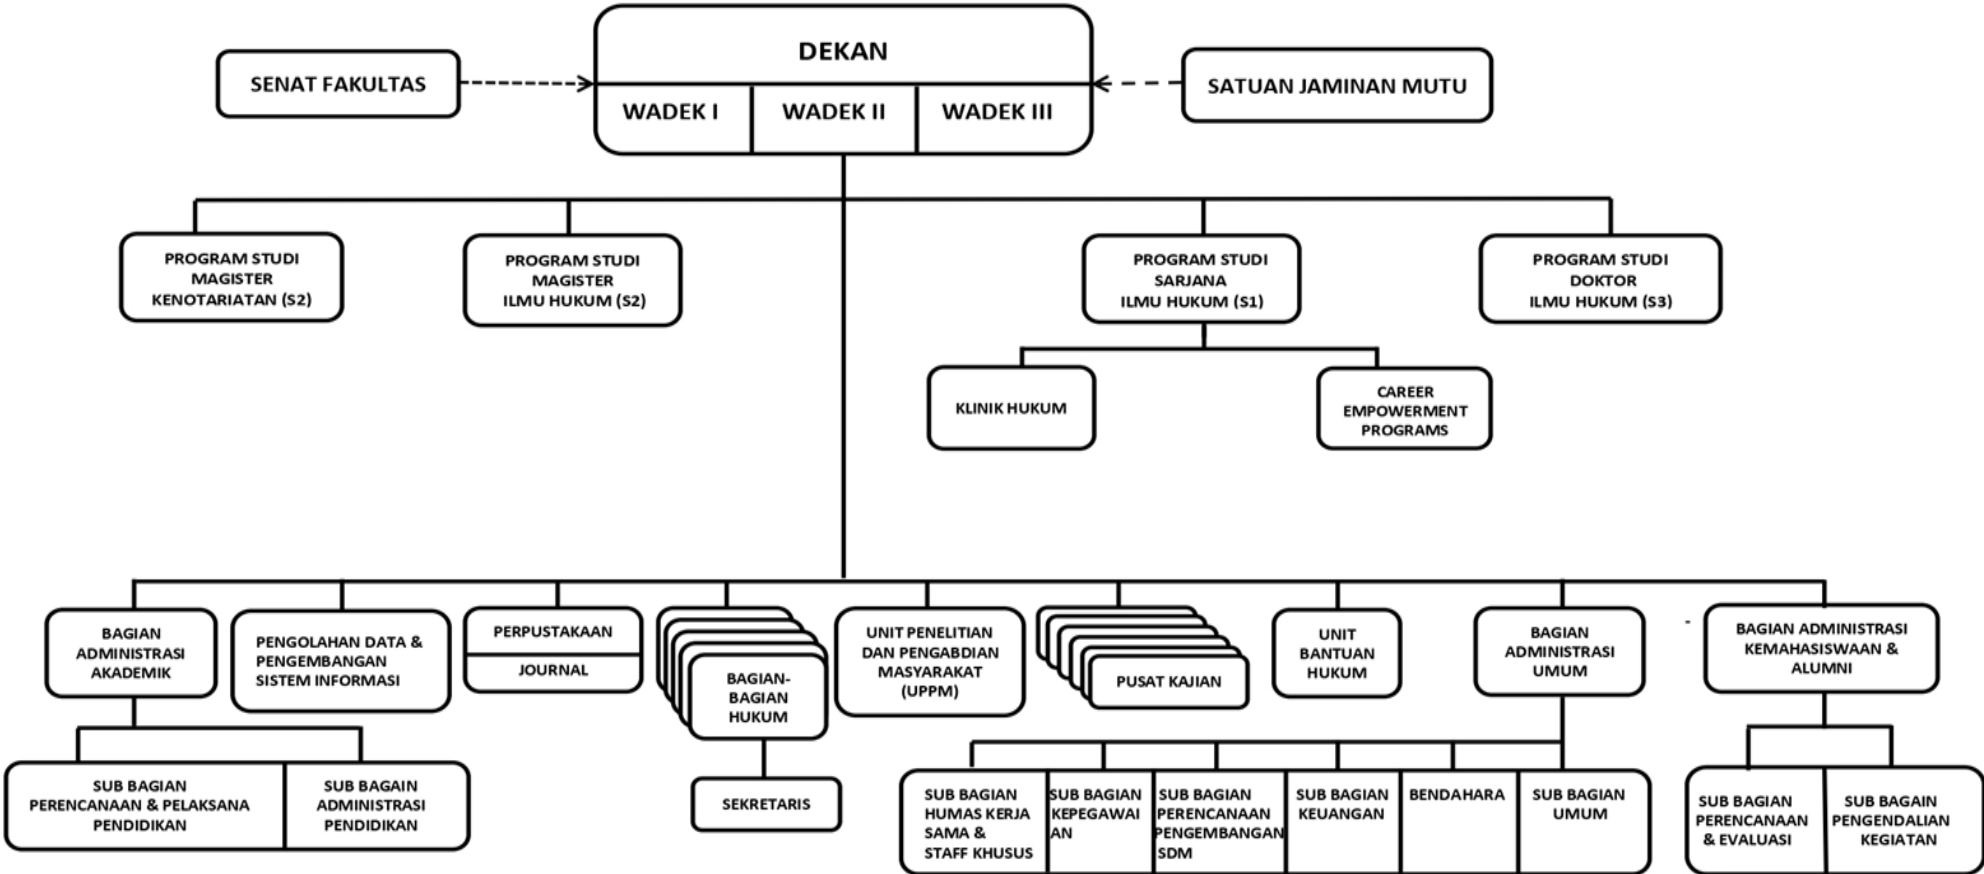 DEKAN
SENAT FAKULTAS
SATUAN JAMINAN MUTU
WADEK I
WADEK II
WADEK III
PROGRAM STUDI
MAGISTER
KENOTARIATAN (S2)
PROGRAM STUDI
MAGISTER
ILMU HUKUM (S2)
PROGRAM STUDI
SARJANA
ILMU HUKUM (S1)
PROGRAM STUDI
DOKTOR
ILMU HUKUM (S3)
KLINIK HUKUM
CAREER
EMPOWERMENT
PROGRAMS
BAGIAN
ADMINISTRASI
AKADEMIK
PENGOLAHAN DATA &
PENGEMBANGAN
SISTEM INFORMASI
PERPUSTAKAAN
JOURNAL
BAGIAN-
BAGIAN
HUKUM
UNIT PENELITIAN
DAN PENGABDIAN
MASYARAKAT
(UPPM)
PUSAT KAJIAN
UNIT
BANTUAN
HUKUM
BAGIAN
ADMINISTRASI
UMUM
-
BAGIAN ADMINISTRASI
KEMAHASISWAAN &
ALUMNI
SUB BAGIAN
PERENCANAAN & PELAKSANA
PENDIDIKAN
SUB BAGAIN
ADMINISTRASI
PENDIDIKAN
SEKRETARIS
SUB BAGIAN
HUMAS KERJA
SAMA &
STAFF KHUSUS
SUB BAGIAN
KEPEGAWAI
AN
SUB BAGIAN
PERENCANAAN
PENGEMBANGAN
SDM
SUB BAGIAN
KEUANGAN
BENDAHARA
SUB BAGIAN
UMUM
SUB BAGIAN
PERENCANAAN
& EVALUASI
SUB BAGAIN
PENGENDALIAN
KEGIATAN